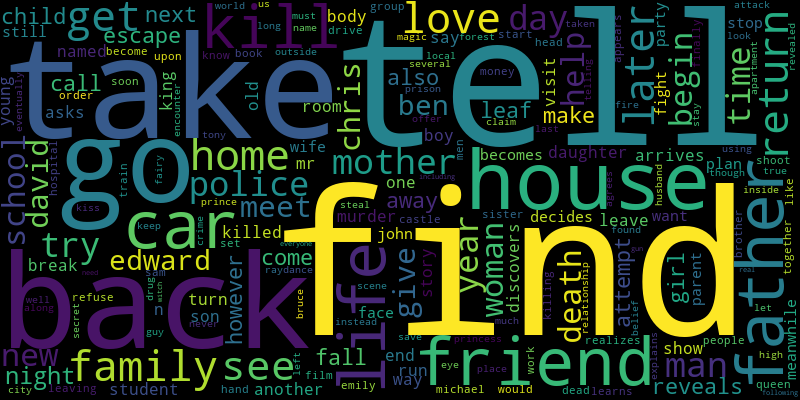 child
get
escape
next
still
kill
body
drive
love
day
say
help
visit
later
party
fight
stop
attack
look
begin
time
return
take
tell
young
named
become
upon
call
soon
asks
order
king
encounter
old
room
chris
also
ben
leaf
boy
make
mother
wife
home
mr
police
meet
go
school
david
hospital
train
fairy
kiss
prince
becomes
daughter
arrives
plan
shoot
true
though
using
house
father
inside
together
like
one
away
murder
castle
john
year
story
sister
woman
discovers
decides
leave
want
found
car
try
killed
set
edward
however
come
give
break
refuse
secret
turn
son
back
find
life
face
scene
instead
death
relationship
killing
attempt
belief
girl
parent
brother
husband
meanwhile
new
family
see
night
student
another
fall
film
emily
end
way
run
eye
michael
friend
work
would
dead
realizes
learns
show
people
man
reveals
explains
high
queen
following
let
real
city
leaving
hand
left
bruce
raydance
everyone
never
guy
drug
sam
witch
crime
keep
steal
including
princess
place
save
much
well
along
need
n
tony
know
book
outside
long
world
us
must
name
group
magic
forest
start
head
local
several
prison
money
offer
claim
last
men
telling
taken
appears
fire
stay
finally
apartment
revealed
eventually
agrees